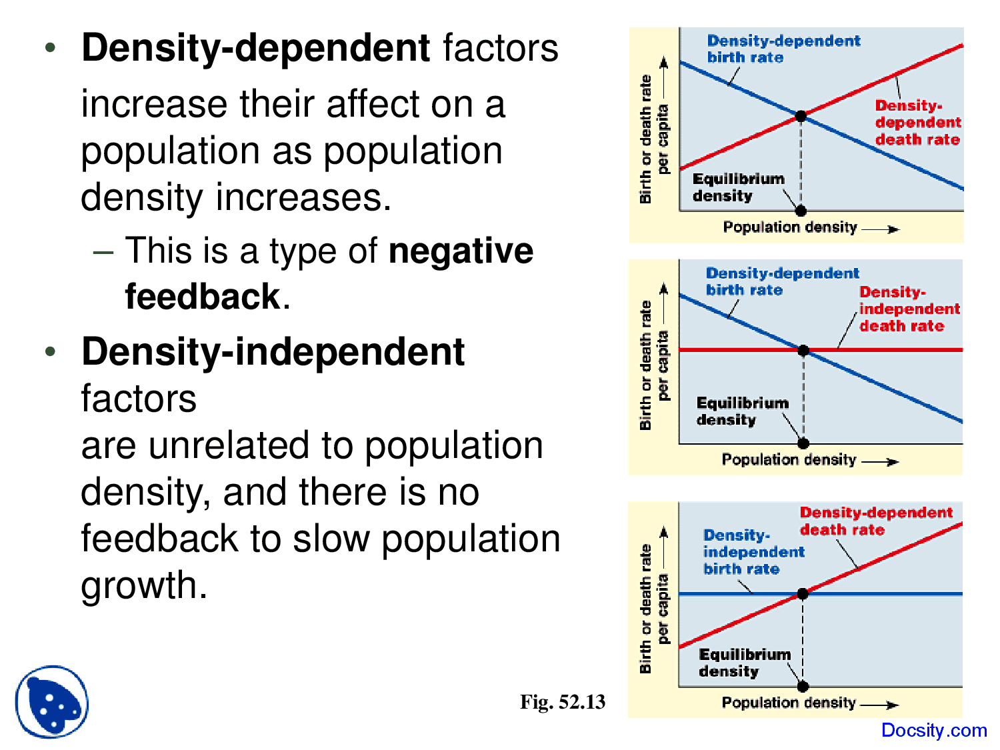 • Density-dependent factors
increase their affect on a
population as population
density increases.
– This is a type of negative
feedback.
• Density-independent
factors
are unrelated to population
density, and there is no
feedback to slow population
growth.
Density-dependent
birth rate
Density-
dependent
death rate
Equilibrium
density
Birth or death rate
per capita
Population density
Density-dependent
birth rate
Density-
independent
death rate
Equilibrium
density
Birth or death rate
per capita
Population density
Density-dependent
death rate
Density-
independent
birth rate
Equilibrium
density
Birth or death rate
per capita
Population density
Fig. 52.13
Docsity.com